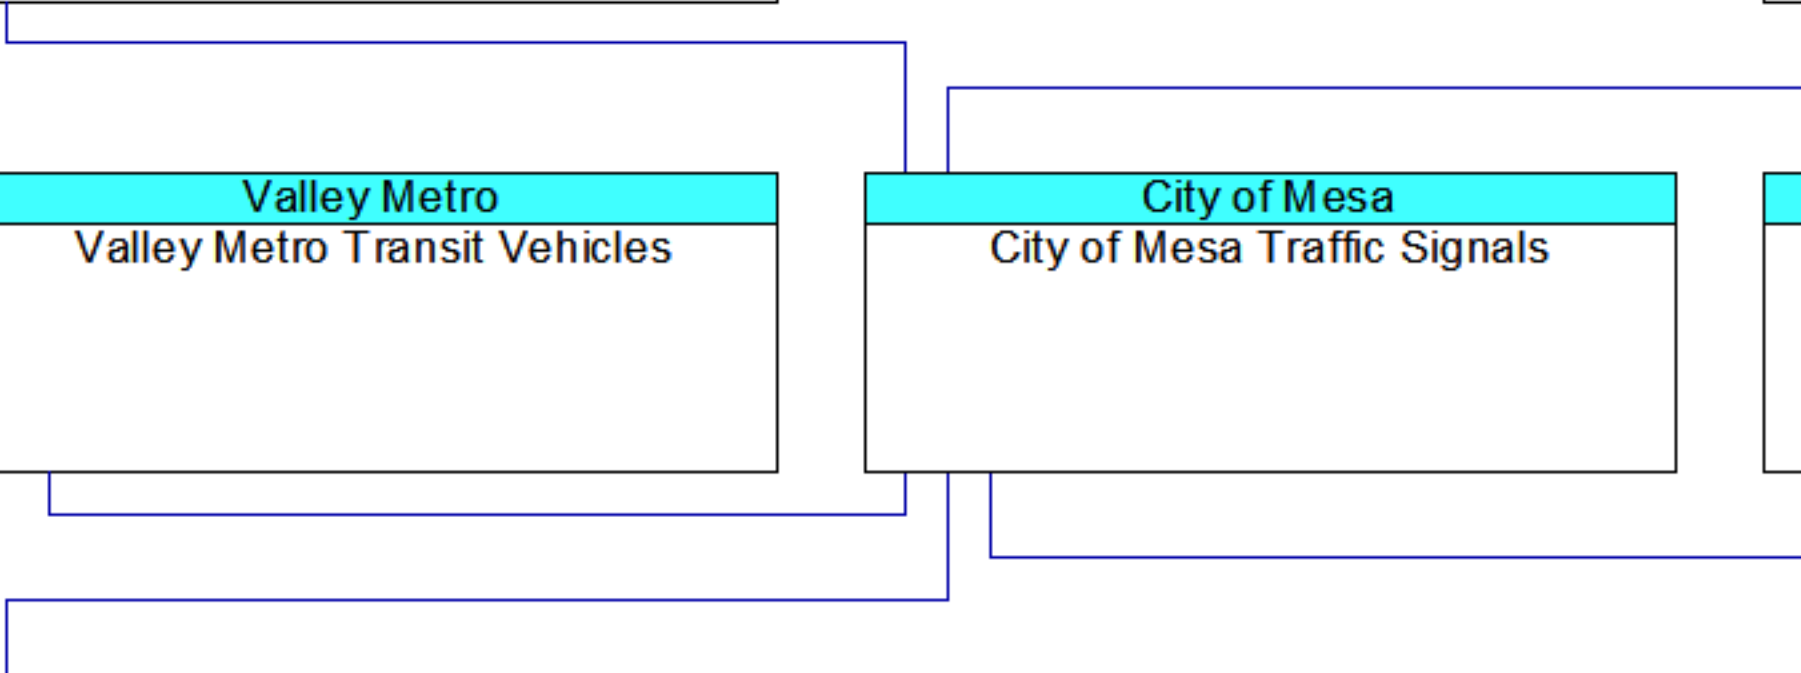 Valley Metro
Valley Metro Transit Vehicles
City of Mesa
City of Mesa Traffic Signals